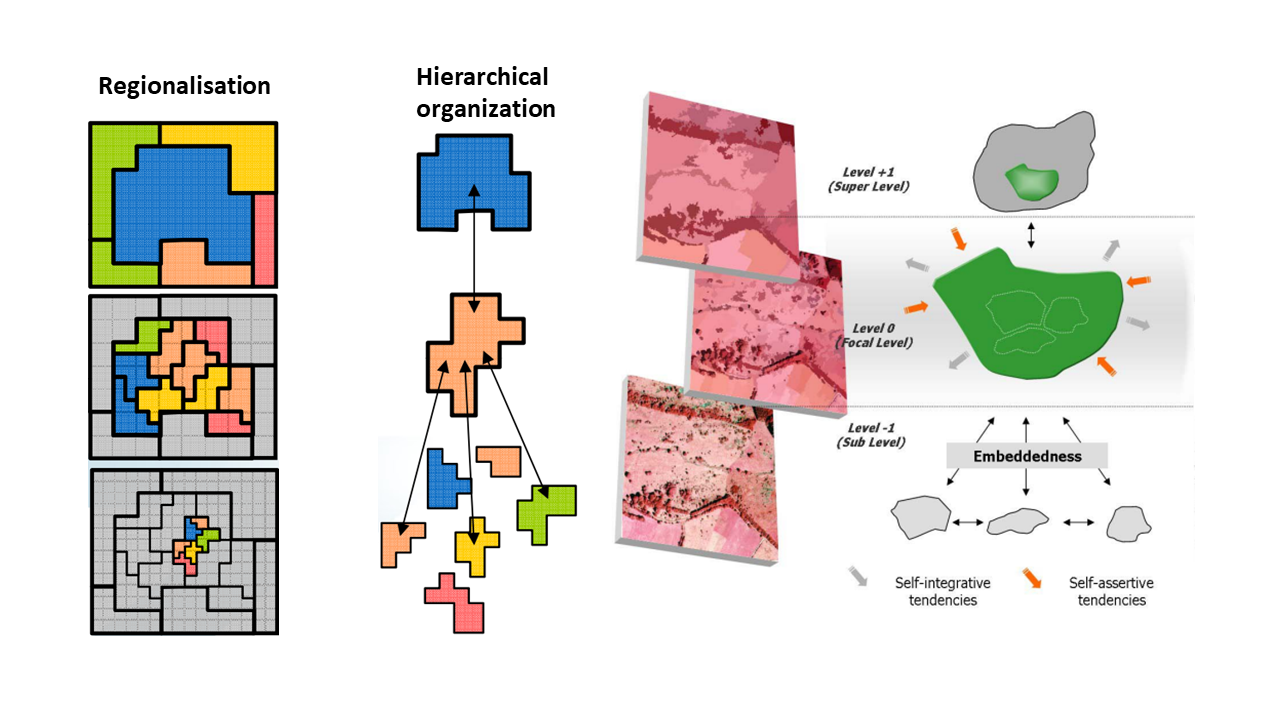 Regionalisation
Hierarchical
organization
Level +1
(Super Level)
Level 0
(Focal Level)
Level -1
(Sub Level)
Embeddedness
Self-integrative
tendencies
Self-assertive
tendencies